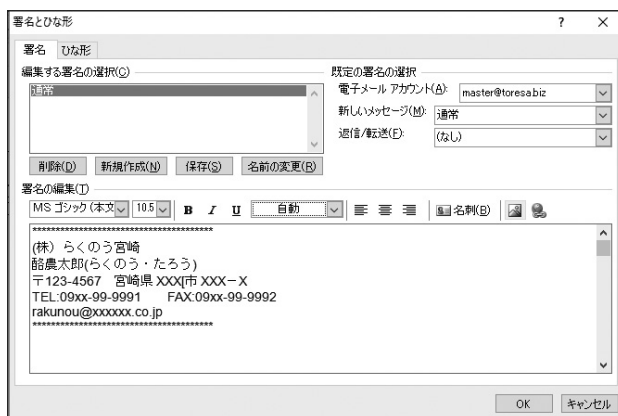 署名とひな形 ? ×
署名 ひな形
編集する署名の選択(C)
通常
削除(D) 新規作成(N) 保存(S) 名前の変更(R)
既定の署名の選択
電子メール アカウント(A): master@toresa.biz
新しいメッセージ(M): 通常
返信/転送(F): (なし)
署名の編集(T)
MS ゴシック (本文 10.5 B I U 自動 名刺(B)
**************************************
(株) らくのう宮崎
酪農太郎(らくのう・たろう)
〒123-4567 宮崎県 XXX[市 XXX－X
TEL:09xx-99-9991 FAX:09xx-99-9992
rakunou@xxxxxx.co.jp
**************************************
OK キャンセル